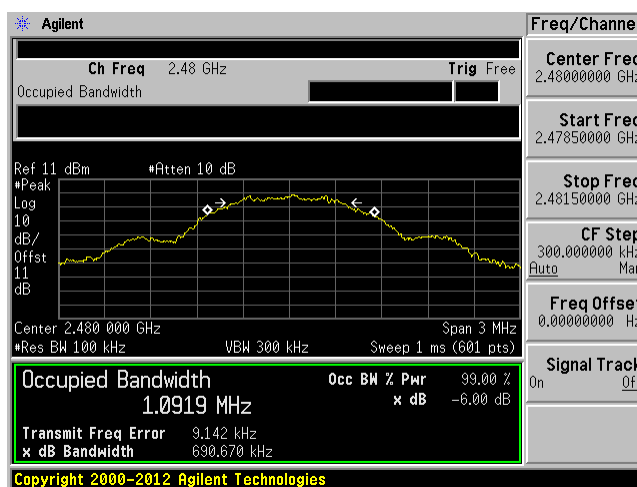 Agilent
Freq/Channe
Ch Freq 2.48 GHz Trig Free
Occupied Bandwidth
Center Freq
2.48000000 GHz
Start Freq
2.47850000 GHz
Stop Freq
2.48150000 GHz
CF Step
300.000000 kHz
Auto Man
Freq Offset
0.00000000 Hz
Signal Track
On Off
Ref 11 dBm #Atten 10 dB
#Peak
Log
10
dB/
Offst
11
dB
Center 2.480 000 GHz Span 3 MHz
#Res BW 100 kHz VBW 300 kHz Sweep 1 ms (601 pts)
Occupied Bandwidth Occ BW % Pwr 99.00 %
1.0919 MHz x dB -6.00 dB
Transmit Freq Error 9.142 kHz
x dB Bandwidth 690.670 kHz
Copyright 2000-2012 Agilent Technologies